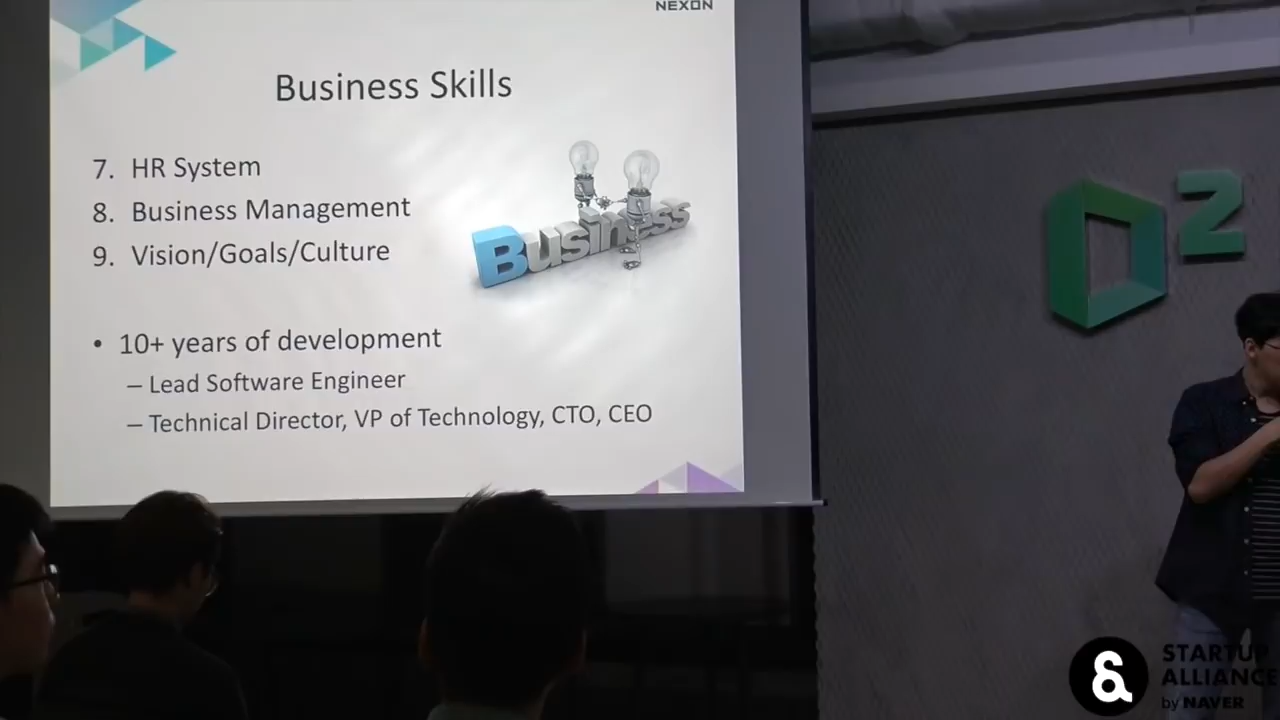 NEXON
Business Skills
7. HR System
8. Business Management
9. Vision/Goals/Culture
Business
• 10+ years of development
– Lead Software Engineer
– Technical Director, VP of Technology, CTO, CEO
D2
STARTUP
ALLIANCE
by NAVER